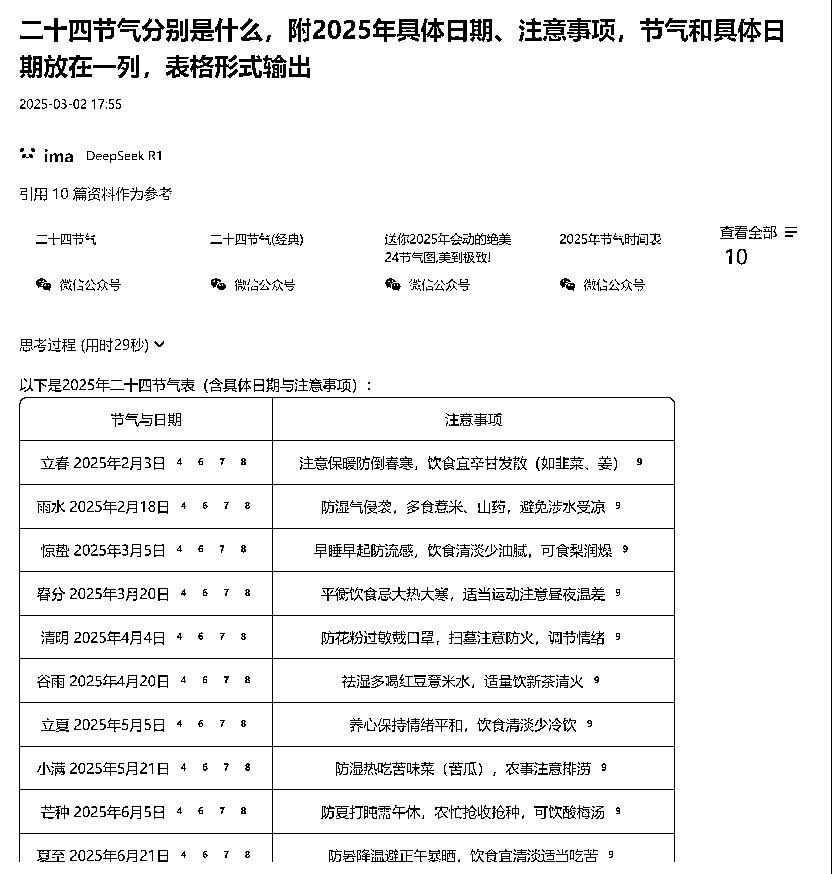 二十四节气分别是什么，附2025年具体日期、注意事项，节气和具体日
期放在一列，表格形式输出
2025-03-02 17:55
ima DeepSeek R1
引用 10 篇资料作为参考
二十四节气
微信公众号
二十四节气(经典)
微信公众号
送你2025年会动的绝美
24节气图,美到极致!
微信公众号
2025年节气时间表
微信公众号
查看全部
10
思考过程 (用时29秒)
以下是2025年二十四节气表（含具体日期与注意事项）：
节气与日期 注意事项
立春 2025年2月3日 4 6 7 8 注意保暖防倒春寒，饮食宜辛甘发散（如韭菜、姜） 9
雨水 2025年2月18日 4 6 7 8 防湿气侵袭，多食薏米、山药，避免涉水受凉 9
惊蛰 2025年3月5日 4 6 7 8 早睡早起防流感，饮食清淡少油腻，可食梨润燥 9
春分 2025年3月20日 4 6 7 8 平衡饮食忌大热大寒，适当运动注意昼夜温差 9
清明 2025年4月4日 4 6 7 8 防花粉过敏戴口罩，扫墓注意防火，调节情绪 9
谷雨 2025年4月20日 4 6 7 8 祛湿多喝红豆薏米水，适量饮新茶清火 9
立夏 2025年5月5日 4 6 7 8 养心保持情绪平和，饮食清淡少冷饮 9
小满 2025年5月21日 4 6 7 8 防湿热吃苦味菜（苦瓜），农事注意排涝 9
芒种 2025年6月5日 4 6 7 8 防夏打盹需午休，农忙抢收抢种，可饮酸梅汤 9
夏至 2025年6月21日 4 6 7 8 防暑降温避正午暴晒，饮食宜清淡适当吃苦 9